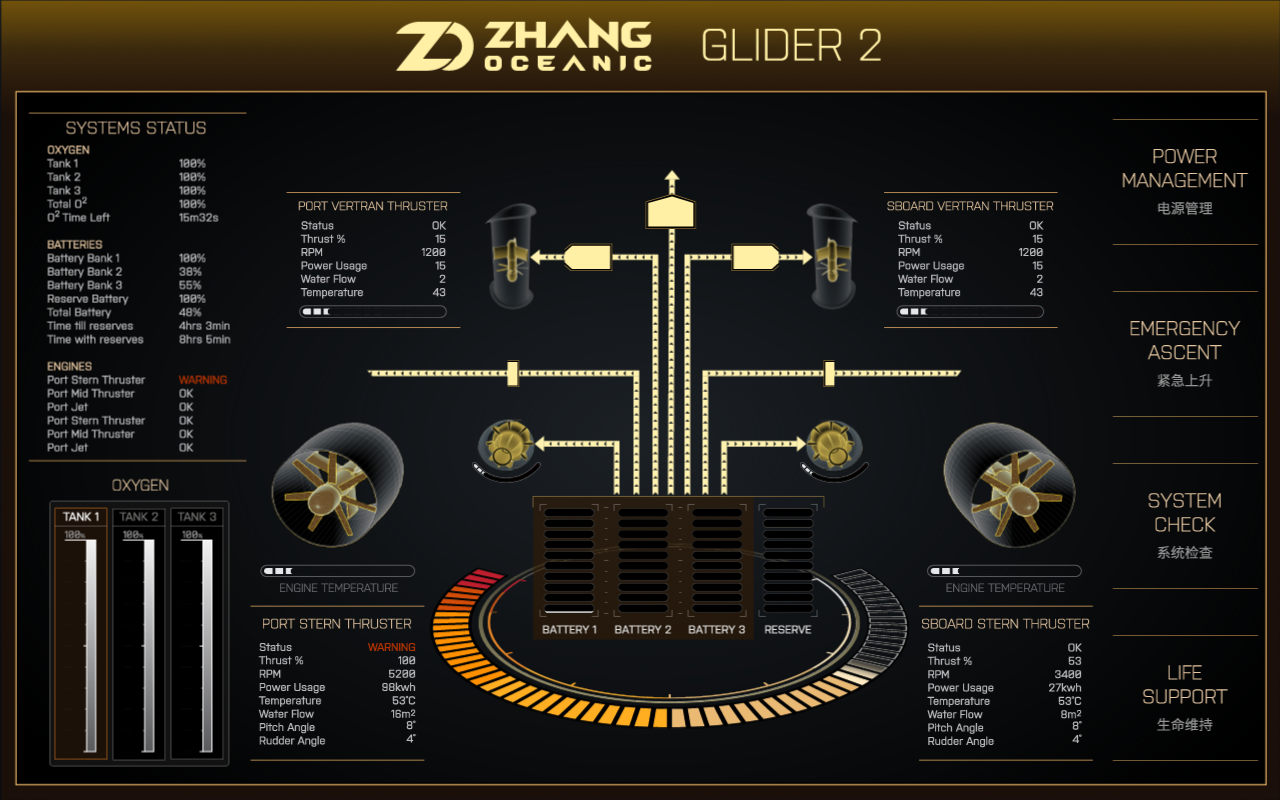 ZHANG
OCEANIC
GLIDER 2
SYSTEMS STATUS
OXYGEN
Tank 1 100%
Tank 2 100%
Tank 3 100%
Total O² 100%
O² Time Left 15m32s
BATTERIES
Battery Bank 1 100%
Battery Bank 2 38%
Battery Bank 3 55%
Reserve Battery 100%
Total Battery 48%
Time till reserves 4hrs 3min
Time with reserves 8hrs 5min
ENGINES
Port Stern Thruster WARNING
Port Mid Thruster OK
Port Jet OK
Port Stern Thruster OK
Port Mid Thruster OK
Port Jet OK
OXYGEN
TANK 1 TANK 2 TANK 3
100% 100% 100%
PORT VERTRAN THRUSTER
Status OK
Thrust % 15
RPM 1200
Power Usage 15
Water Flow 2
Temperature 43
SBOARD VERTRAN THRUSTER
Status OK
Thrust % 15
RPM 1200
Power Usage 15
Water Flow 2
Temperature 43
ENGINE TEMPERATURE
PORT STERN THRUSTER
Status WARNING
Thrust % 100
RPM 5200
Power Usage 98kwh
Temperature 53°C
Water Flow 16m²
Pitch Angle 8°
Rudder Angle 4°
BATTERY 1 BATTERY 2 BATTERY 3 RESERVE
ENGINE TEMPERATURE
SBOARD STERN THRUSTER
Status OK
Thrust % 53
RPM 3400
Power Usage 27kwh
Temperature 53°C
Water Flow 8m²
Pitch Angle 8°
Rudder Angle 4°
POWER
MANAGEMENT
电源管理
EMERGENCY
ASCENT
紧急上升
SYSTEM
CHECK
系统检查
LIFE
SUPPORT
生命维持